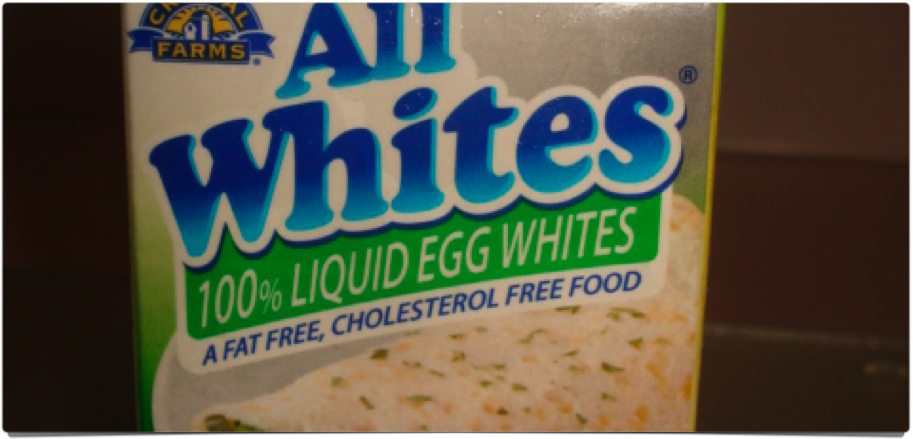 FARMS
All
Whites®
100% LIQUID EGG WHITES
A FAT FREE, CHOLESTEROL FREE FOOD